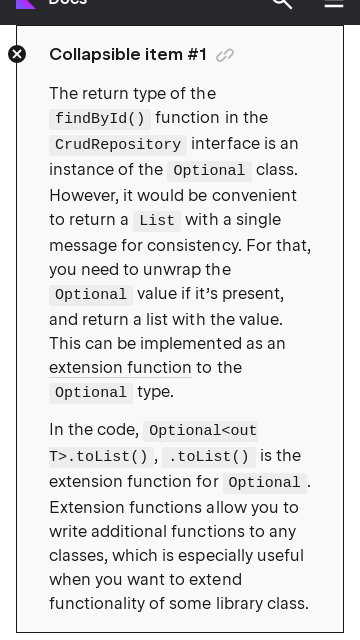 Docs
Collapsible item #1
The return type of the
findById() function in the
CrudRepository interface is an
instance of the Optional class.
However, it would be convenient
to return a List with a single
message for consistency. For that,
you need to unwrap the
Optional value if it’s present,
and return a list with the value.
This can be implemented as an
extension function to the
Optional type.
In the code, Optional<out
T>.toList() , .toList() is the
extension function for Optional .
Extension functions allow you to
write additional functions to any
classes, which is especially useful
when you want to extend
functionality of some library class.